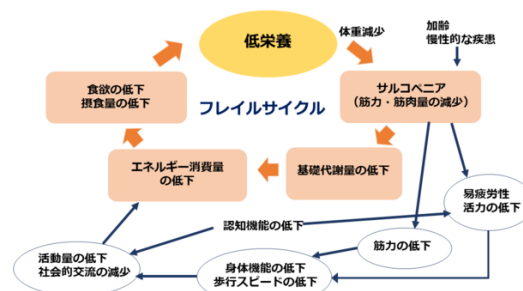 低栄養
体重減少
加齢
慢性的な疾患
食欲の低下
摂食量の低下
フレイルサイクル
サルコペニア
（筋力・筋肉量の減少）
エネルギー消費量
の低下
基礎代謝量の低下
易疲労性
活力の低下
認知機能の低下
筋力の低下
活動量の低下
社会的交流の減少
身体機能の低下
歩行スピードの低下